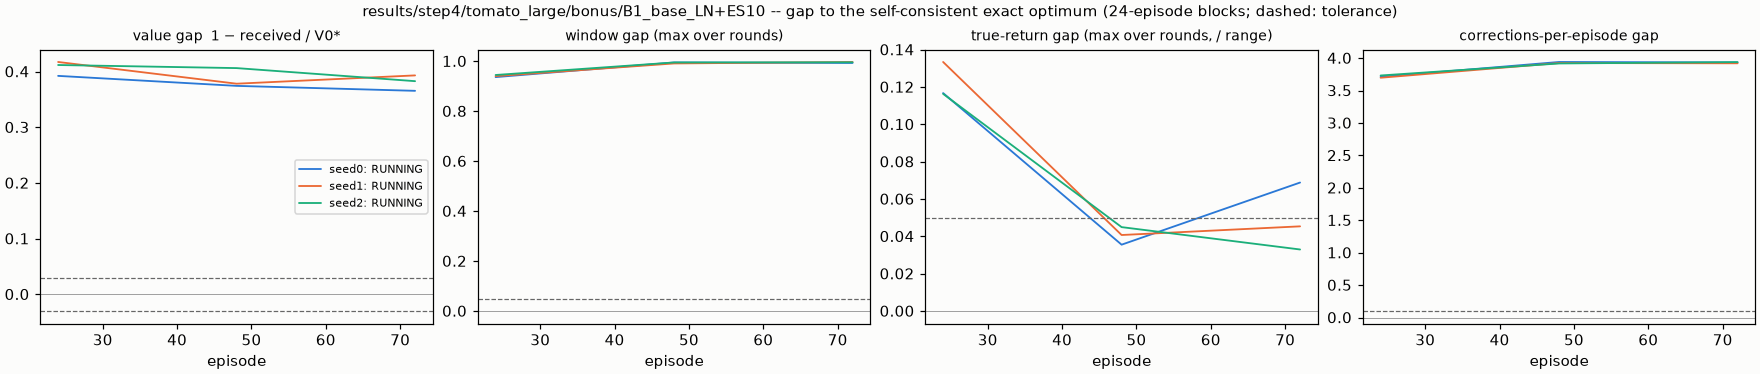 results/step4/tomato_large/bonus/B1_base_LN+ES10 -- gap to the self-consistent exact optimum (24-episode blocks; dashed: tolerance)
value gap 1 − received / V0*
0.4
0.3
0.2
0.1
0.0
30 40 50 60 70
episode
seed0: RUNNING
seed1: RUNNING
seed2: RUNNING
window gap (max over rounds)
1.0
0.8
0.6
0.4
0.2
0.0
30 40 50 60 70
episode
true-return gap (max over rounds, / range)
0.14
0.12
0.10
0.08
0.06
0.04
0.02
0.00
30 40 50 60 70
episode
corrections-per-episode gap
4.0
3.5
3.0
2.5
2.0
1.5
1.0
0.5
0.0
30 40 50 60 70
episode